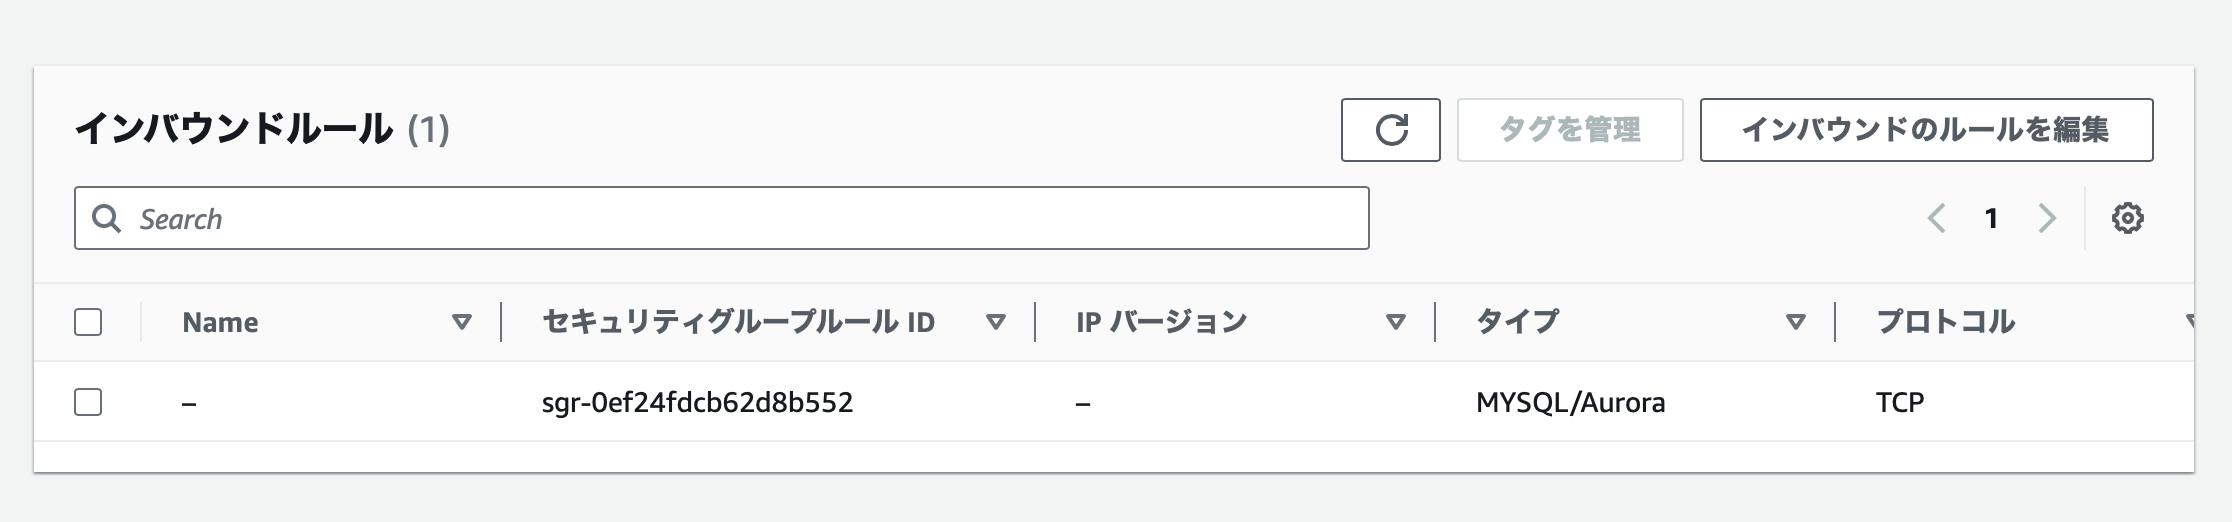 インバウンドルール (1)
タグを管理
インバウンドのルールを編集
Search
1
Name
セキュリティグループルール ID
IP バージョン
タイプ
プロトコル
–
sgr-0ef24fdcb62d8b552
–
MYSQL/Aurora
TCP